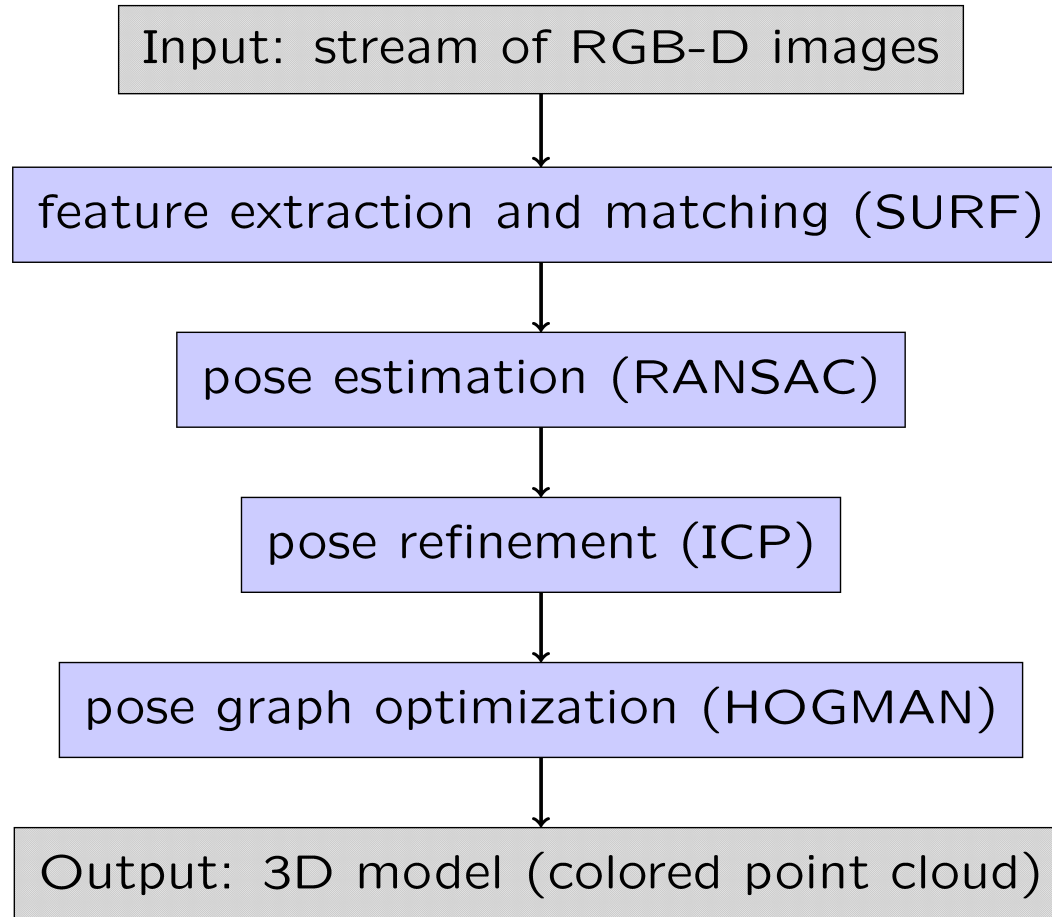 Input: stream of RGB-D images
feature extraction and matching (SURF)
pose estimation (RANSAC)
pose refinement (ICP)
pose graph optimization (HOGMAN)
Output: 3D model (colored point cloud)